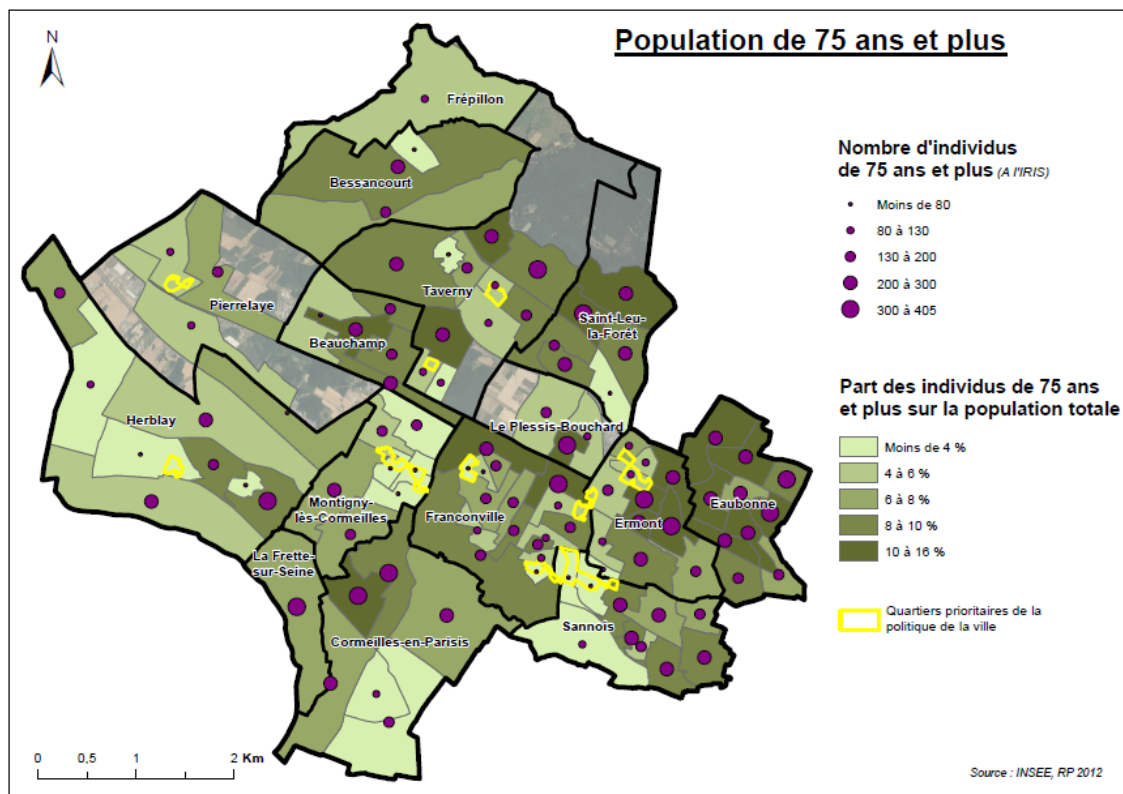 Population de 75 ans et plus
N
Frépillon
Bessancourt
Taverny
Pierrelaye
Saint-Leu-
la-Forêt
Beauchamp
Herblay
Le Plessis-Bouchard
Montigny-
lès-Cormeilles
Franconville
Ermont
Eaubonne
La Frette-
sur-Seine
Sannois
Cormeilles-en-Parisis
Nombre d'individus
de 75 ans et plus (A l'IRIS)
Moins de 80
80 à 130
130 à 200
200 à 300
300 à 405
Part des individus de 75 ans
et plus sur la population totale
Moins de 4 %
4 à 6 %
6 à 8 %
8 à 10 %
10 à 16 %
Quartiers prioritaires de la
politique de la ville
0 0,5 1 2 Km
Source : INSEE, RP 2012